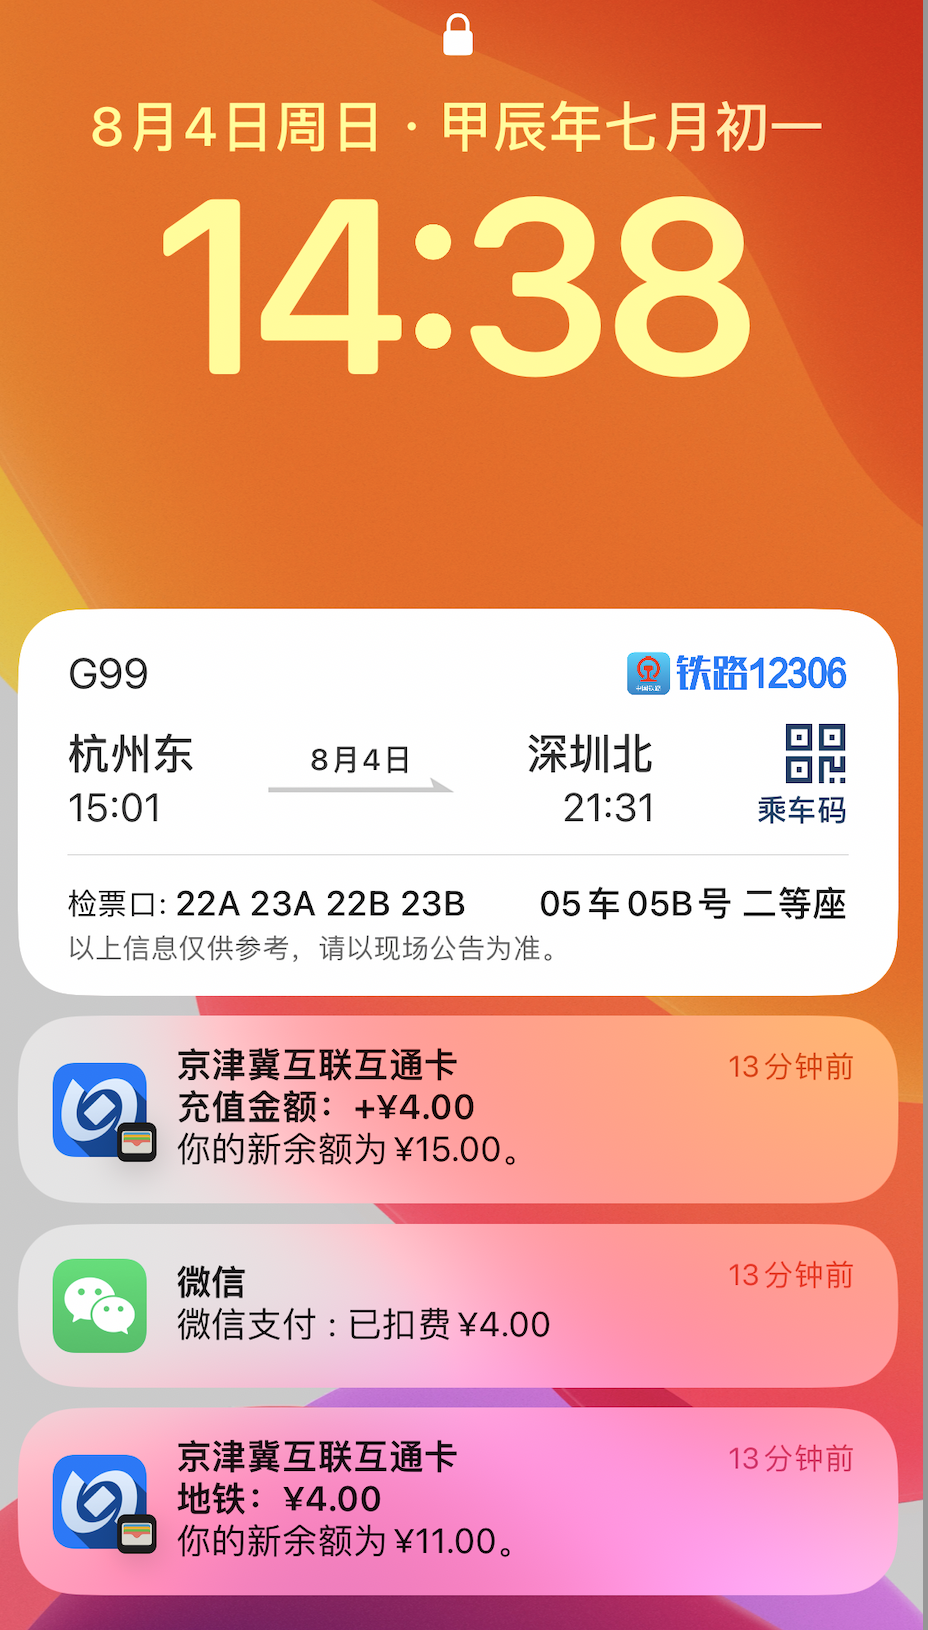 8月4日周日 · 甲辰年七月初一
14:38
G99
铁路12306
杭州东
8月4日
深圳北
15:01
21:31
乘车码
检票口: 22A 23A 22B 23B
05车05B号 二等座
以上信息仅供参考，请以现场公告为准。
京津冀互联互通卡
13分钟前
充值金额：+¥4.00
你的新余额为¥15.00。
微信
13分钟前
微信支付 : 已扣费¥4.00
京津冀互联互通卡
13分钟前
地铁：¥4.00
你的新余额为¥11.00。